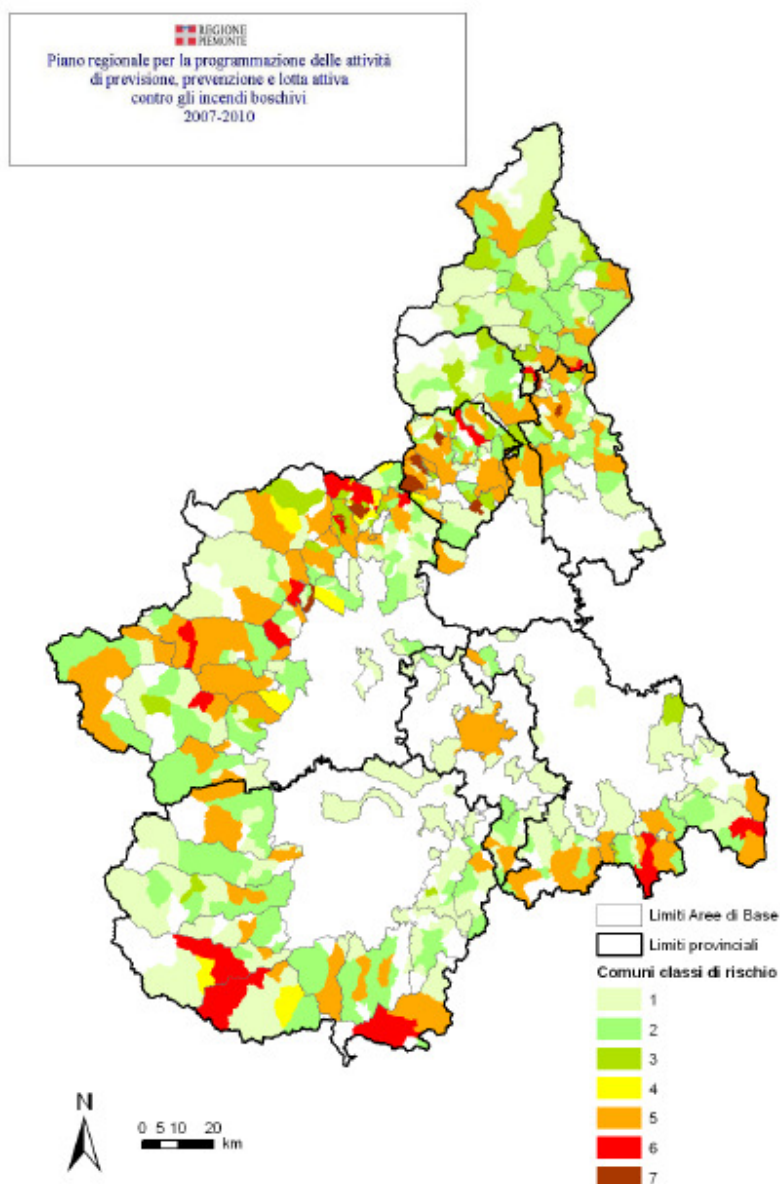 REGIONE
PIEMONTE
Piano regionale per la programmazione delle attività
di previsione, prevenzione e lotta attiva
contro gli incendi boschivi
2007-2010
Limiti Aree di Base
Limiti provinciali
Comuni classi di rischio
1
2
3
4
5
6
7
N
0 5 10 20
km